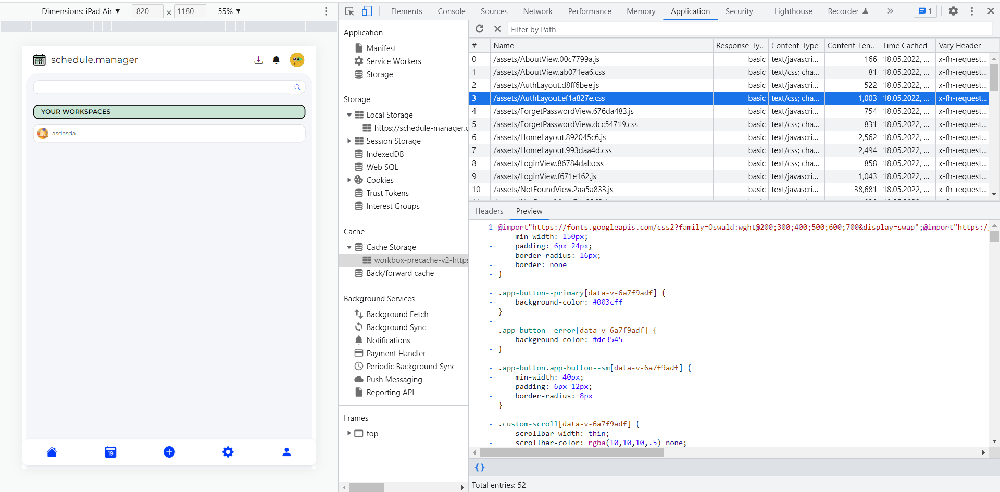 Dimensions: iPad Air ▼ 820 × 1180 55% ▼
schedule.manager
YOUR WORKSPACES
asdasda
19
Elements Console Sources Network Performance Memory Application Security Lighthouse Recorder 1
Application
Manifest
Service Workers
Storage
Storage
Local Storage
https://schedule-manager.c
Session Storage
IndexedDB
Web SQL
Cookies
Trust Tokens
Interest Groups
Cache
Cache Storage
workbox-precache-v2-https
Back/forward cache
Background Services
Background Fetch
Background Sync
Notifications
Payment Handler
Periodic Background Sync
Push Messaging
Reporting API
Frames
top
Filter by Path
# Name Response-Ty.. Content-Type Content-Len.. Time Cached Vary Header
0 /assets/AboutView.00c7799a.js basic text/javascri... 166 18.05.2022, ... x-fh-request...
1 /assets/AboutView.ab071ea6.css basic text/css; cha... 81 18.05.2022, ... x-fh-request...
2 /assets/AuthLayout.d8ff6bee.js basic text/javascri... 522 18.05.2022, ... x-fh-request...
3 /assets/AuthLayout.ef1a827e.css basic text/css; cha... 1,003 18.05.2022, ... x-fh-request...
4 /assets/ForgetPasswordView.676da483.js basic text/javascri... 754 18.05.2022, ... x-fh-request...
5 /assets/ForgetPasswordView.dcc54719.css basic text/css; cha... 831 18.05.2022, ... x-fh-request...
6 /assets/HomeLayout.892045c6.js basic text/javascri... 2,562 18.05.2022, ... x-fh-request...
7 /assets/HomeLayout.993daa4d.css basic text/css; cha... 2,494 18.05.2022, ... x-fh-request...
8 /assets/LoginView.86784dab.css basic text/css; cha... 858 18.05.2022, ... x-fh-request...
9 /assets/LoginView.f671e162.js basic text/javascri... 1,043 18.05.2022, ... x-fh-request...
10 /assets/NotFoundView.2aa5a833.js basic text/javascri... 38,681 18.05.2022, ... x-fh-request...
Headers Preview
1 @import"https://fonts.googleapis.com/css2?family=Oswald:wght@200;300;400;500;600;700&display=swap";@import"https:/
- min-width: 150px;
- padding: 6px 24px;
- border-radius: 16px;
- border: none
- }
-
- .app-button--primary[data-v-6a7f9adf] {
- background-color: #003cff
- }
-
- .app-button--error[data-v-6a7f9adf] {
- background-color: #dc3545
- }
-
- .app-button.app-button--sm[data-v-6a7f9adf] {
- min-width: 40px;
- padding: 6px 12px;
- border-radius: 8px
- }
-
- .custom-scroll[data-v-6a7f9adf] {
- scrollbar-width: thin;
- scrollbar-color: rgba(10,10,10,.5) none;
{}
Total entries: 52